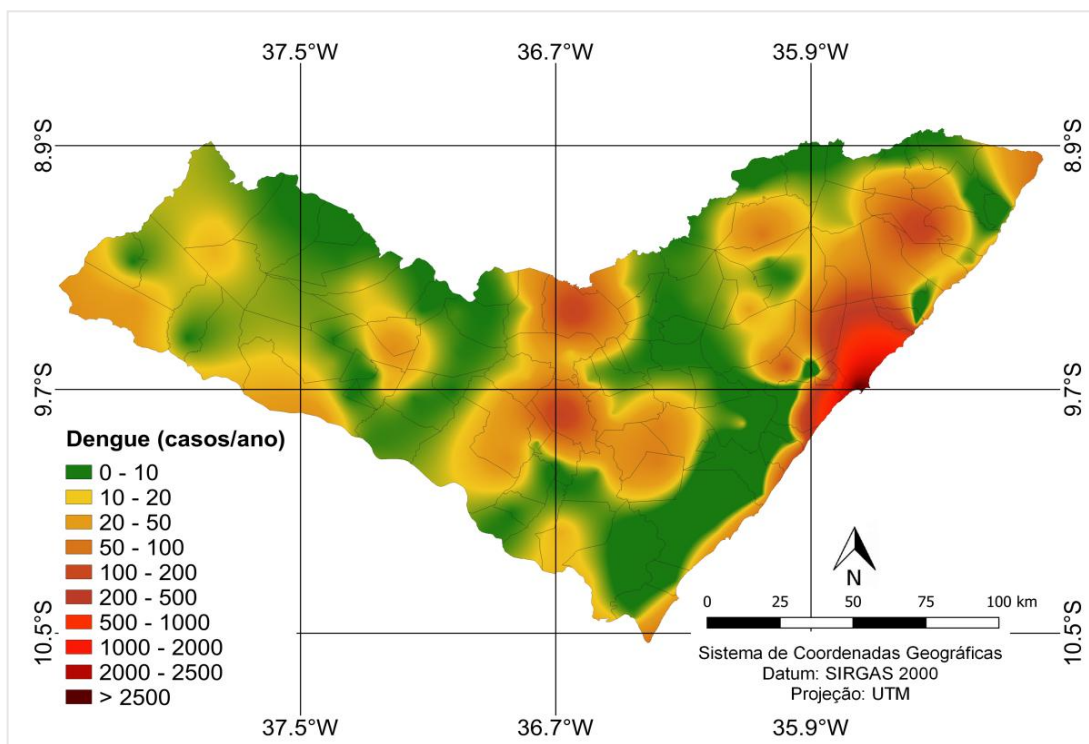 37.5°W 36.7°W 35.9°W
8.9°S 8.9°S
9.7°S 9.7°S
Dengue (casos/ano)
0 - 10
10 - 20
20 - 50
50 - 100
100 - 200
200 - 500
500 - 1000
1000 - 2000
2000 - 2500
> 2500
N
0 25 50 75 100 km
10.5°S 10.5°S
Sistema de Coordenadas Geográficas
Datum: SIRGAS 2000
Projeção: UTM
37.5°W 36.7°W 35.9°W